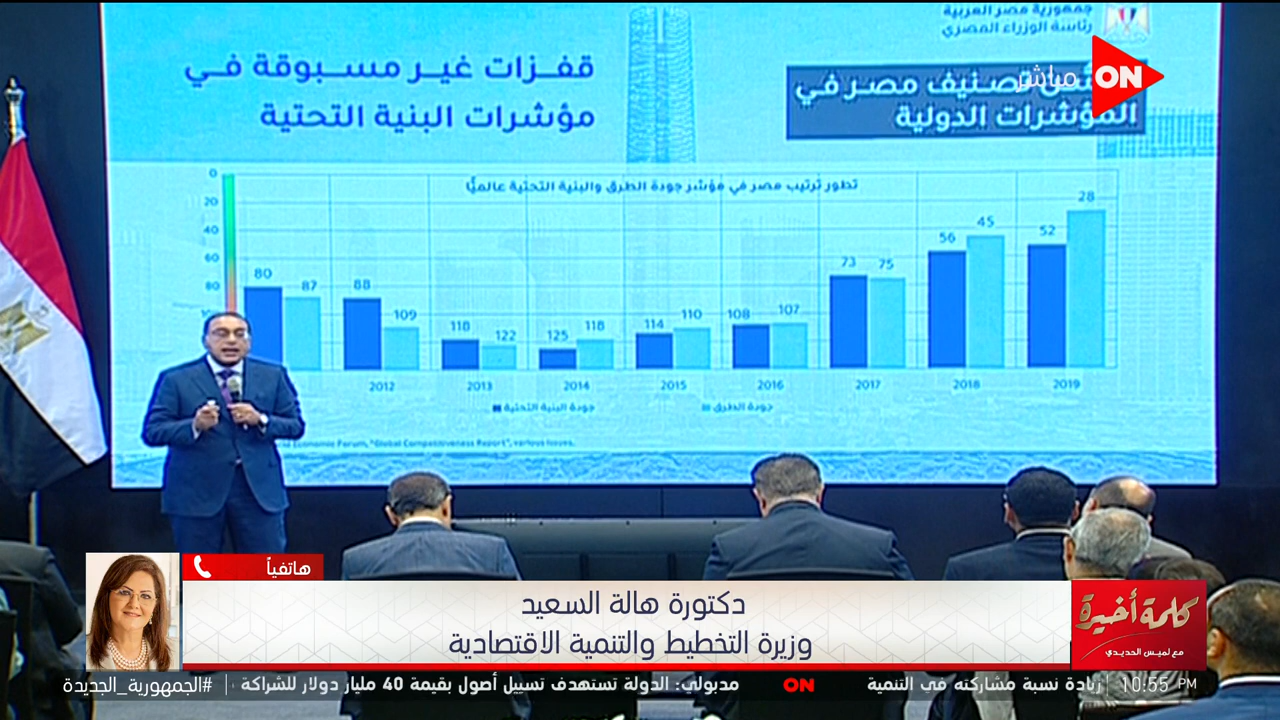 جمهورية مصر العربية
رئاسة الوزراء المصري
مباشر
ON
تصنيف مصر في
المؤشرات الدولية
قفزات غير مسبوقة في
مؤشرات البنية التحتية
تطور ترتيب مصر في مؤشر جودة الطرق والبنية التحتية عالميًا
0
20
40
60
80
80 87
88 109
118 122
125 118
114 110
108 107
73 75
56 45
52 28
2012 2013 2014 2015 2016 2017 2018 2019
جودة البنية التحتية
جودة الطرق
Economic Forum, "Global Competitiveness Report", various issues.
هاتفياً
دكتورة هالة السعيد
وزيرة التخطيط والتنمية الاقتصادية
كلمة أخيرة
مع لميس الحديدي
10:55 PM
زيادة نسبة مشاركته في التنمية
ON
مدبولي: الدولة تستهدف تسييل أصول بقيمة 40 مليار دولار للشراكة
#الجمهورية_الجديدة